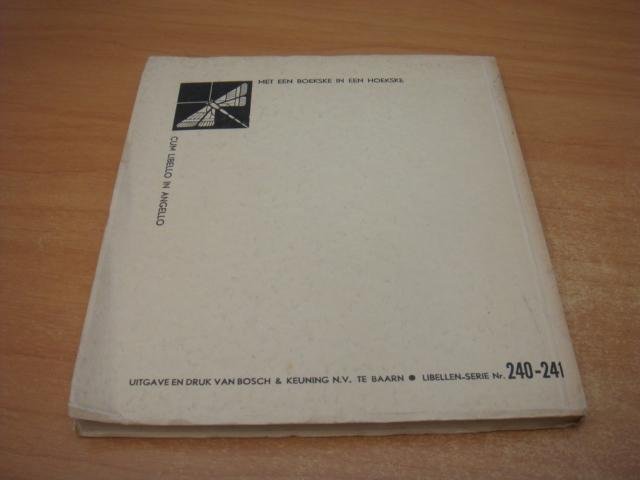 MET EEN BOEKSKE IN EEN HOEKSKE
CUM LIBELLO IN ANGELLO
UITGAVE EN DRUK VAN BOSCH & KEUNING N.V. TE BAARN ● LIBELLEN-SERIE Nr. 240-241